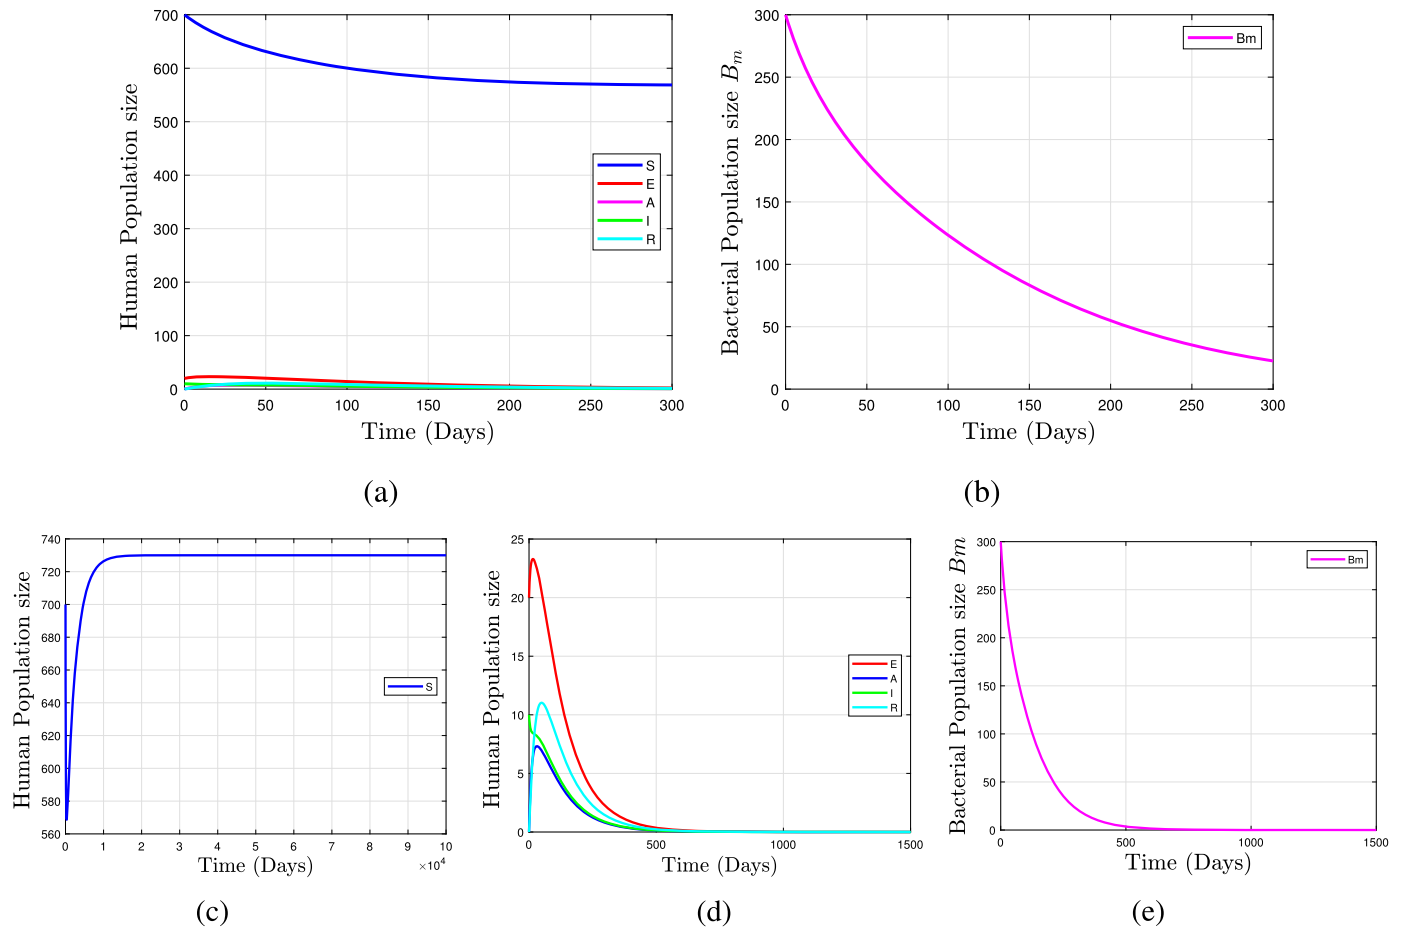 700
600
500
400
300
200
100
0
Human Population size
0 50 100 150 200 250 300
Time (Days)
S
E
A
I
R
(a)
300
250
200
150
100
50
0
Bacterial Population size Bm
0 50 100 150 200 250 300
Time (Days)
Bm
(b)
740
720
700
680
660
640
620
600
580
560
Human Population size
0 1 2 3 4 5 6 7 8 9 10
×10⁴
Time (Days)
S
(c)
25
20
15
10
5
0
Human Population size
0 500 1000 1500
Time (Days)
E
A
I
R
(d)
300
250
200
150
100
50
0
Bacterial Population size Bm
0 500 1000 1500
Time (Days)
Bm
(e)